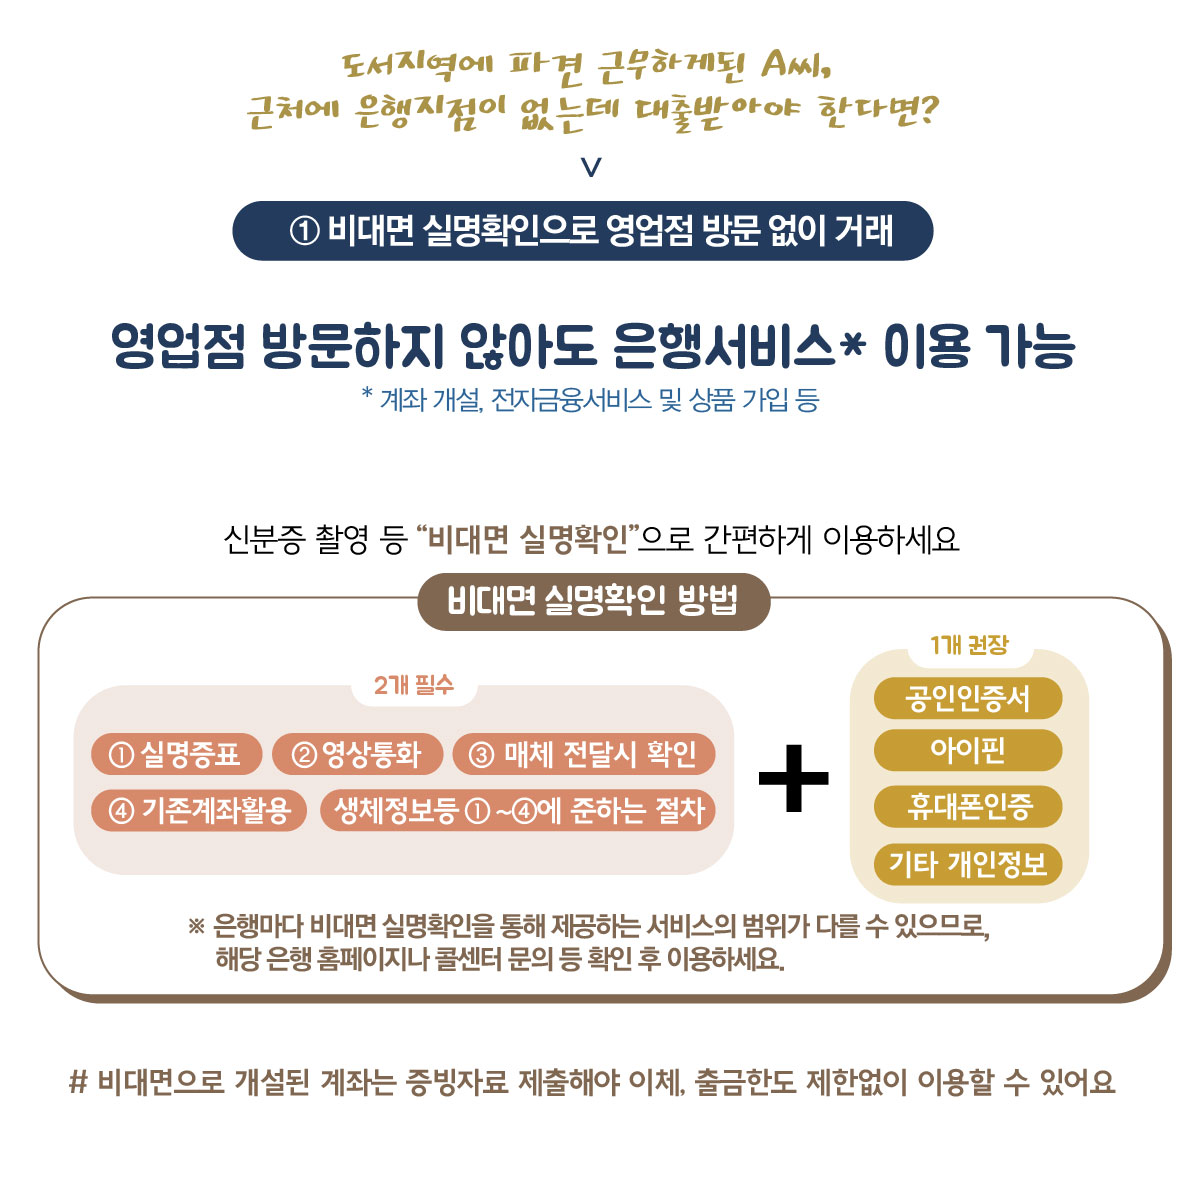 도서지역에 파견 근무하게된 A씨,
근처에 은행지점이 없는데 대출받아야 한다면?
① 비대면 실명확인으로 영업점 방문 없이 거래
영업점 방문하지 않아도 은행서비스* 이용 가능
* 계좌 개설, 전자금융서비스 및 상품 가입 등
신분증 촬영 등 “비대면 실명확인”으로 간편하게 이용하세요
비대면 실명확인 방법
2개 필수
① 실명증표 ② 영상통화 ③ 매체 전달시 확인
④ 기존계좌활용 생체정보등 ①~④에 준하는 절차
+
1개 권장
공인인증서
아이핀
휴대폰인증
기타 개인정보
※ 은행마다 비대면 실명확인을 통해 제공하는 서비스의 범위가 다를 수 있으므로,
해당 은행 홈페이지나 콜센터 문의 등 확인 후 이용하세요.
# 비대면으로 개설된 계좌는 증빙자료 제출해야 이체, 출금한도 제한없이 이용할 수 있어요